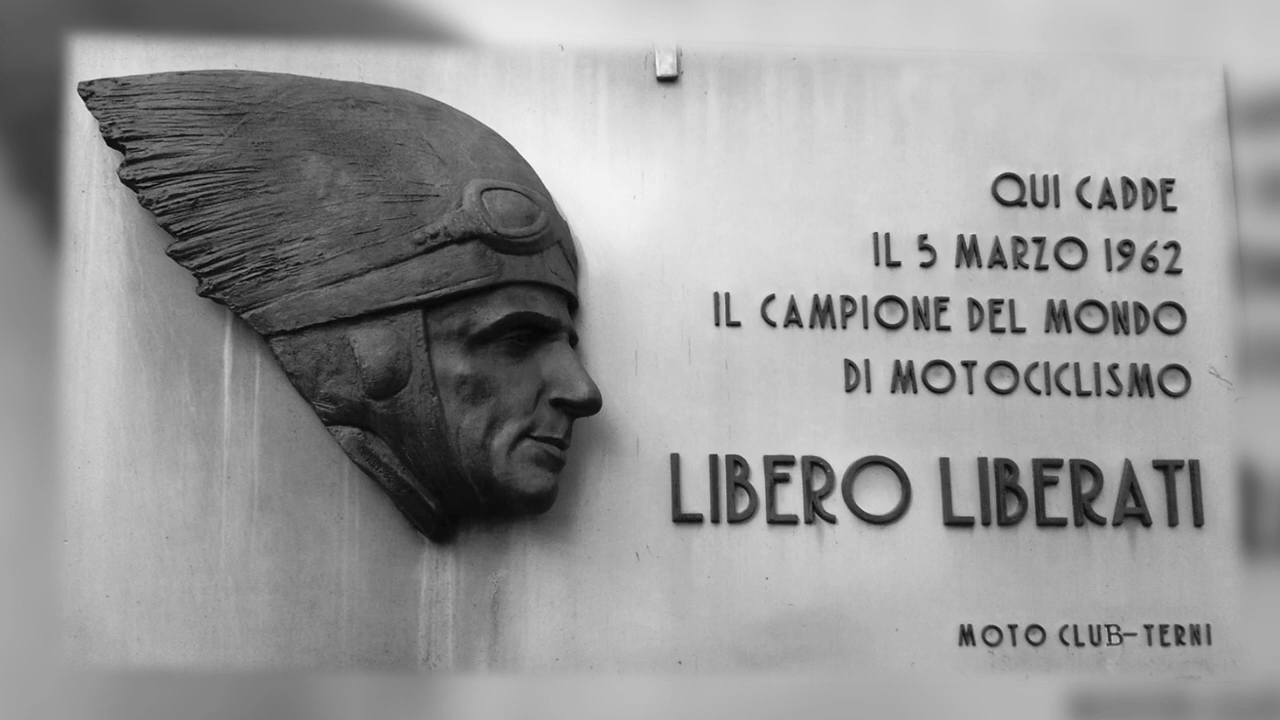 QUI CADDE
IL 5 MARZO 1962
IL CAMPIONE DEL MONDO
DI MOTOCICLISMO
LIBERO LIBERATI
MOTO CLUB-TERNI